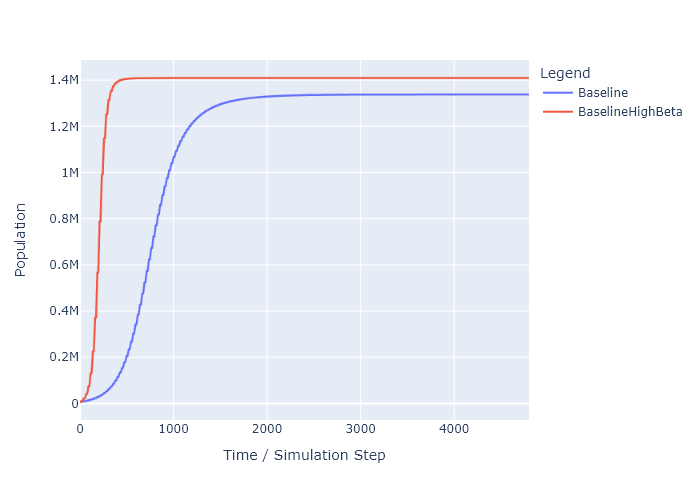 1.4M
1.2M
1M
0.8M
0.6M
0.4M
0.2M
0
0 1000 2000 3000 4000
Time / Simulation Step
Population
Legend
Baseline
BaselineHighBeta